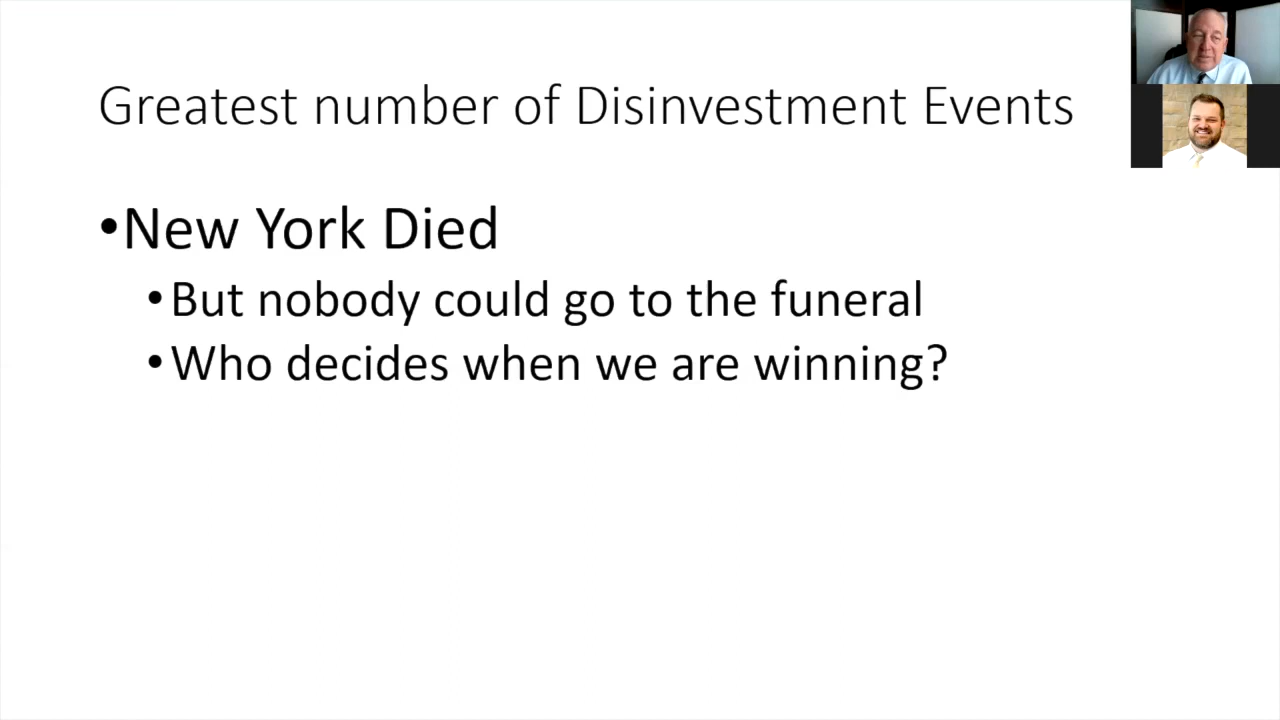 Greatest number of Disinvestment Events
•New York Died
•But nobody could go to the funeral
•Who decides when we are winning?